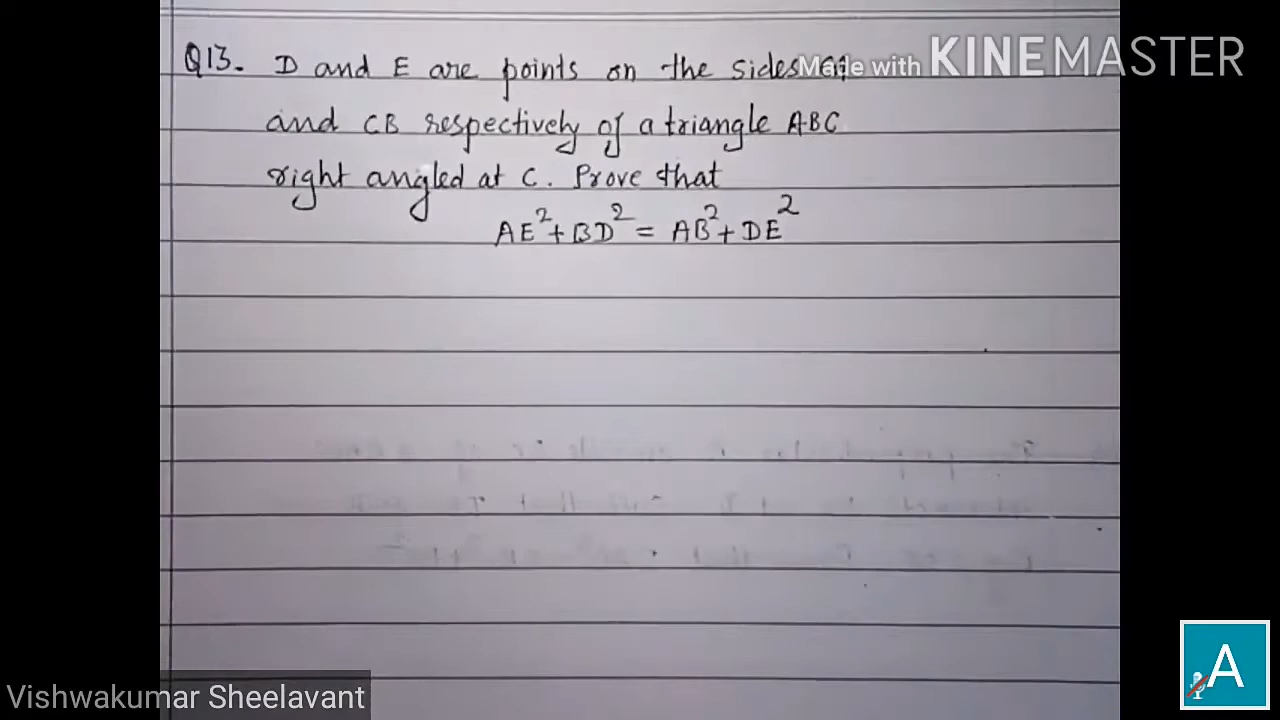 Q13. D and E are points on the sides
Made with KINEMASTER
and CB respectively of a triangle ABC
right angled at C. Prove that
AE²+BD² = AB²+DE²
Vishwakumar Sheelavant
A